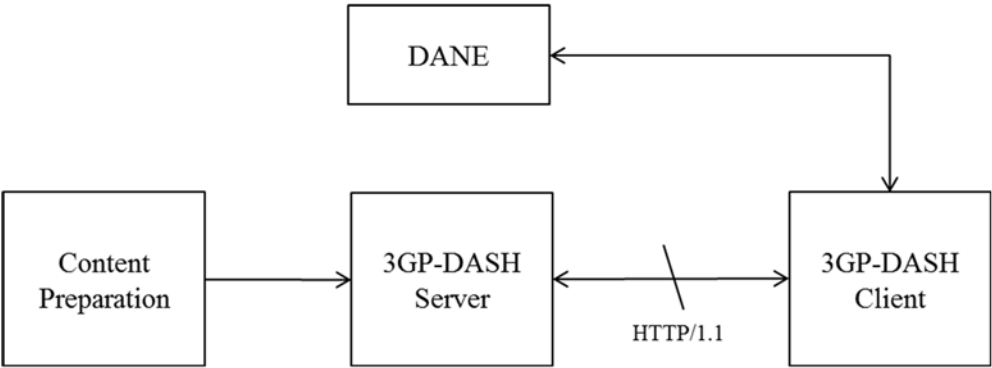 DANE
Content
Preparation
3GP-DASH
Server
HTTP/1.1
3GP-DASH
Client